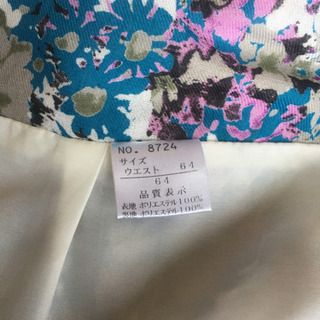 NO. 8724
サイズ
ウエスト 64
64
品質表示
表地 ポリエステル100%
裏地 ポリエステル100%